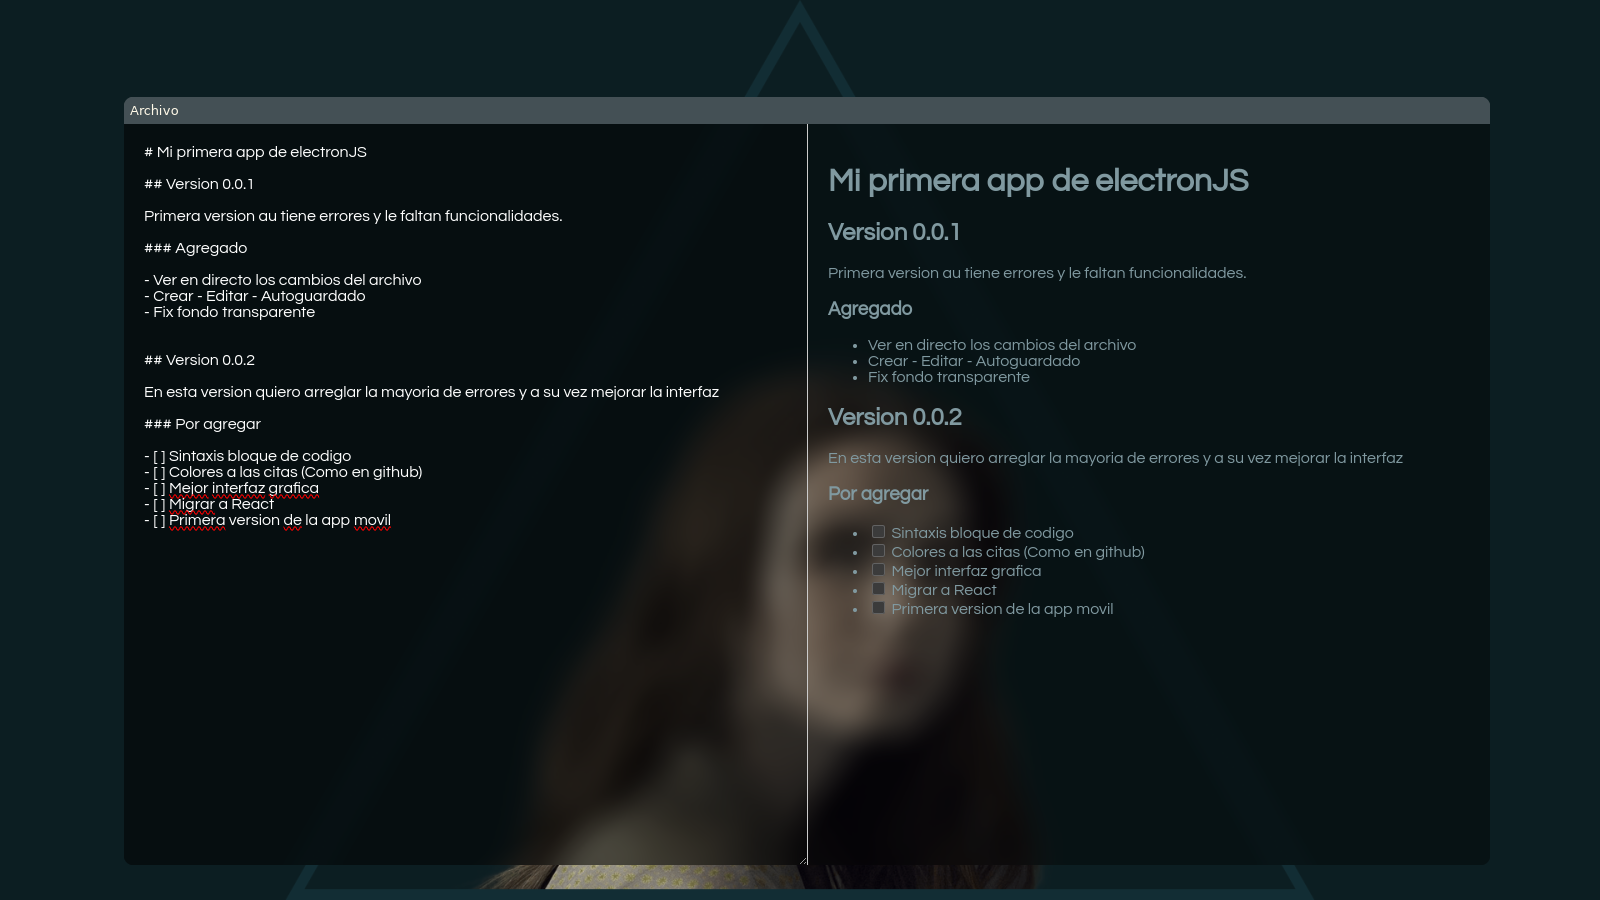 Archivo
# Mi primera app de electronJS
## Version 0.0.1
Primera version au tiene errores y le faltan funcionalidades.
### Agregado
- Ver en directo los cambios del archivo
- Crear - Editar - Autoguardado
- Fix fondo transparente
## Version 0.0.2
En esta version quiero arreglar la mayoria de errores y a su vez mejorar la interfaz
### Por agregar
- [ ] Sintaxis bloque de codigo
- [ ] Colores a las citas (Como en github)
- [ ] Mejor interfaz grafica
- [ ] Migrar a React
- [ ] Primera version de la app movil
Mi primera app de electronJS
Version 0.0.1
Primera version au tiene errores y le faltan funcionalidades.
Agregado
• Ver en directo los cambios del archivo
• Crear - Editar - Autoguardado
• Fix fondo transparente
Version 0.0.2
En esta version quiero arreglar la mayoria de errores y a su vez mejorar la interfaz
Por agregar
• Sintaxis bloque de codigo
• Colores a las citas (Como en github)
• Mejor interfaz grafica
• Migrar a React
• Primera version de la app movil